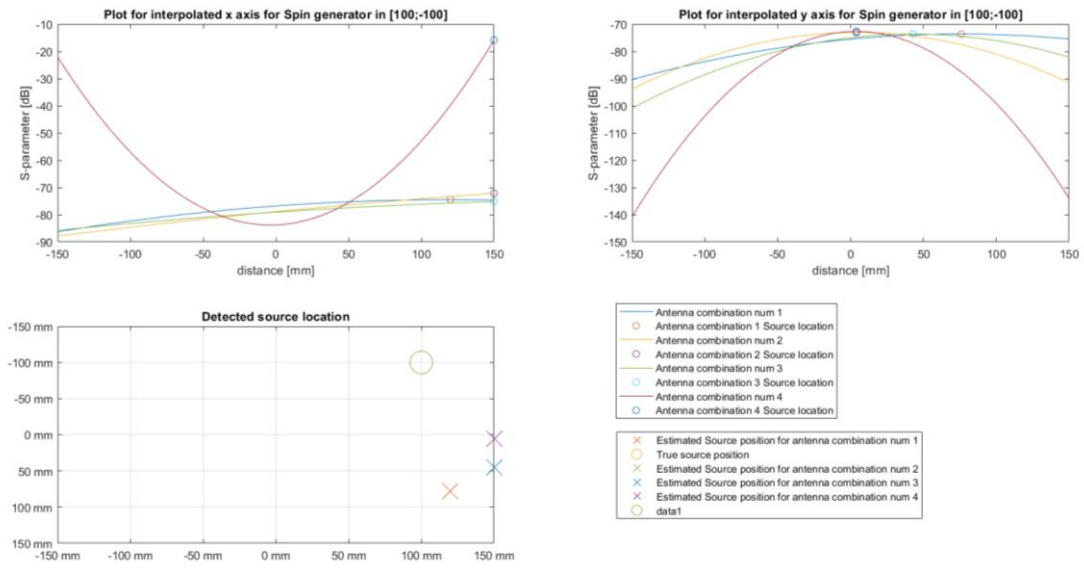 Plot for interpolated x axis for Spin generator in [100;-100]
-10
-20
-30
-40
-50
-60
-70
-80
-90
S-parameter [dB]
-150 -100 -50 0 50 100 150
distance [mm]
Plot for interpolated y axis for Spin generator in [100;-100]
-70
-80
-90
-100
-110
-120
-130
-140
-150
S-parameter [dB]
-150 -100 -50 0 50 100 150
distance [mm]
Detected source location
-150 mm
-100 mm
-50 mm
0 mm
50 mm
100 mm
150 mm
-150 mm -100 mm -50 mm 0 mm 50 mm 100 mm 150 mm
Antenna combination num 1
Antenna combination 1 Source location
Antenna combination num 2
Antenna combination 2 Source location
Antenna combination num 3
Antenna combination 3 Source location
Antenna combination num 4
Antenna combination 4 Source location
Estimated Source position for antenna combination num 1
True source position
Estimated Source position for antenna combination num 2
Estimated Source position for antenna combination num 3
Estimated Source position for antenna combination num 4
data1